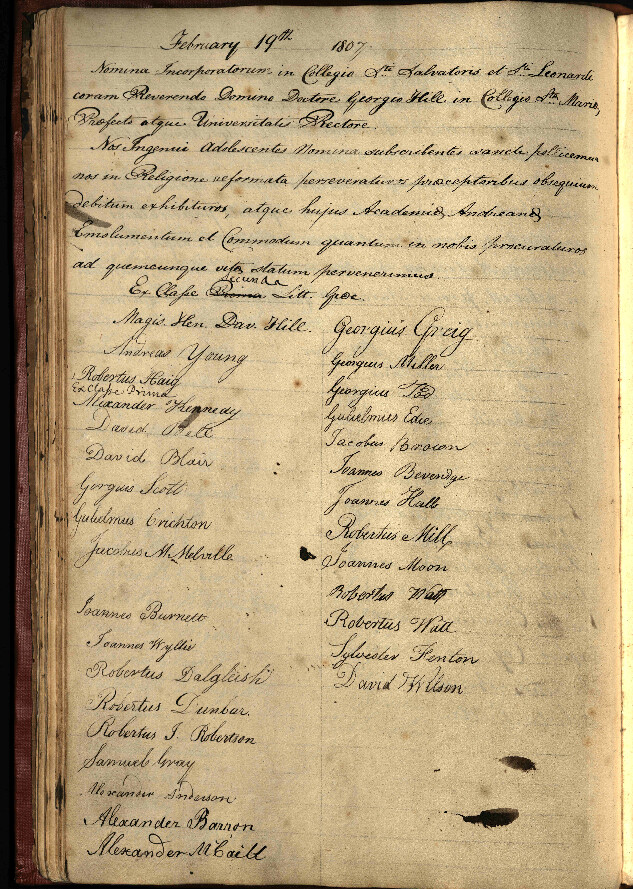 February 19th 1807
Nomina Incorporatorum in Collegio Sti Salvatoris et Sti Leonardi
coram Reverendo Domino Doctore Georgio Hill in Collegio Stae Mariae,
Praefecto atque Universitatis Rectore.
Nos Ingenui Adolescentes Nomina subscribentes sancte pollicemur
nos in Religione reformata perseveraturos praeceptoribus obsequium
debitum exhibituros, atque hujus Academiae Andreanae
Emolumentum et Commodum quantum in nobis procuraturos
ad quemcunque vitae statum pervenerimus.
secunda
Ex Classe Prima Litt. Graec.
Magis. Hen. Dav. Hill.
Andreas Young
Robertus Haig
Ex Classe Prima
Alexander Kennedy
David Bell
David Blair
Gorgius Scott
Gulielmus Crichton
Jacobus M. Melville
Joannes Burnett
Joannes Wyllie
Robertus Dalgleish
Robertus Dunbar.
Robertus J. Robertson
Samuel Gray
Alexander Anderson
Alexander Barron
Alexander McCaill
Georgius Greig
Georgius Miller
Georgius Tod
Gulielmus Edie
Jacobus Brown
Joannes Beveridge
Joannes Hall
Robertus Mill
Joannes Moon
Robertus Watt
Robertus Watt
Sylvester Fenton
David Wilson